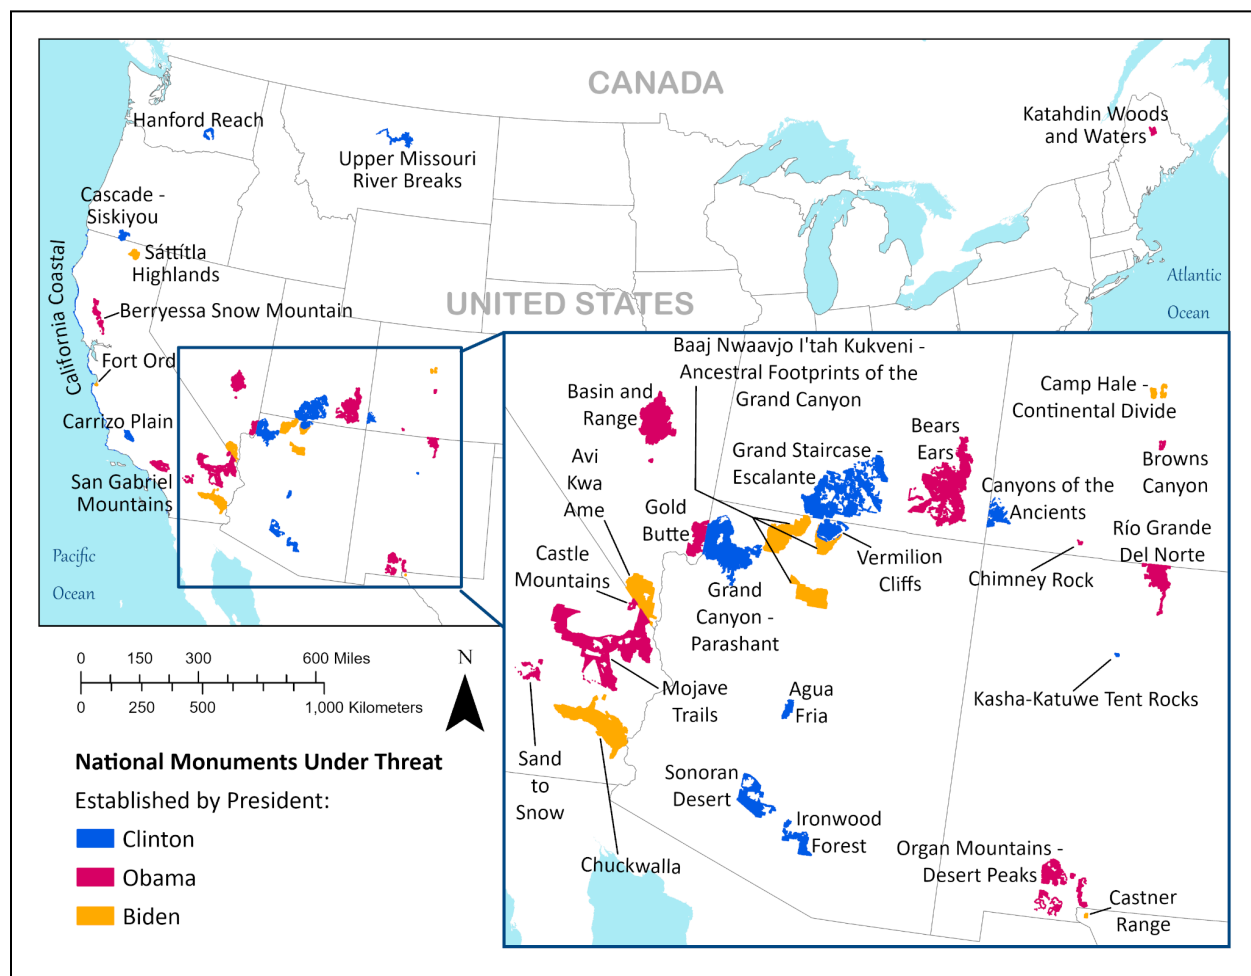 CANADA
Hanford Reach
Upper Missouri
River Breaks
Katahdin Woods
and Waters
Cascade -
Siskiyou
Sáttítla
Highlands
California Coastal
Berryessa Snow Mountain
UNITED STATES
Atlantic
Ocean
Fort Ord
Carrizo Plain
San Gabriel
Mountains
Pacific
Ocean
Baaj Nwaavjo I'tah Kukveni -
Ancestral Footprints of the
Grand Canyon
Basin and
Range
Camp Hale -
Continental Divide
Avi
Kwa
Ame
Grand Staircase -
Escalante
Bears
Ears
Browns
Canyon
Gold
Butte
Canyons of the
Ancients
Castle
Mountains
Vermilion
Cliffs
Chimney Rock
Río Grande
Del Norte
Grand
Canyon -
Parashant
Mojave
Trails
Agua
Fria
Kasha-Katuwe Tent Rocks
Sand
to
Snow
Sonoran
Desert
Ironwood
Forest
Chuckwalla
Organ Mountains -
Desert Peaks
Castner
Range
0 150 300 600 Miles
0 250 500 1,000 Kilometers
N
National Monuments Under Threat
Established by President:
Clinton
Obama
Biden